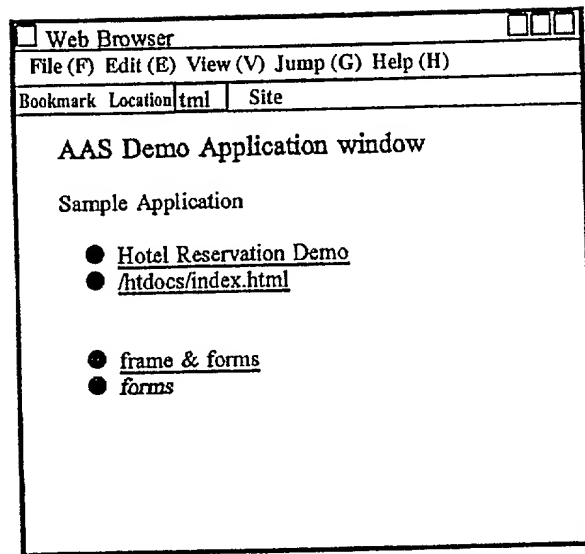 Web Browser
File (F) Edit (E) View (V) Jump (G) Help (H)
Bookmark Location tml Site
AAS Demo Application window
Sample Application
Hotel Reservation Demo
/htdocs/index.html
frame & forms
forms